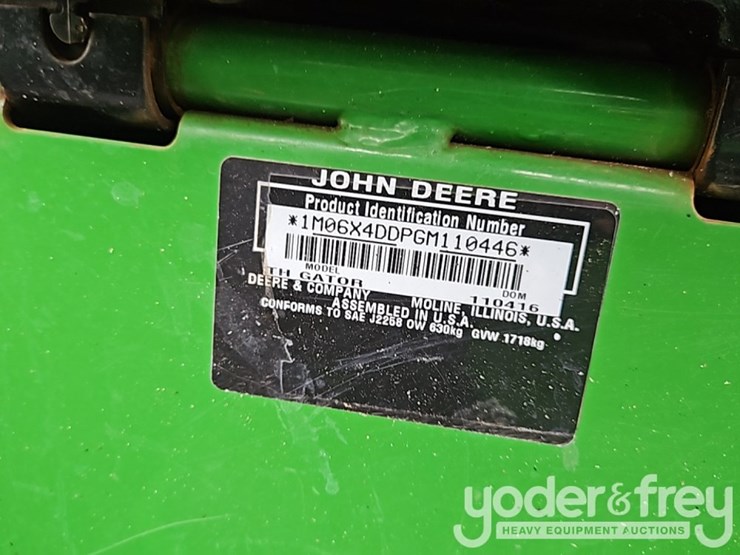 JOHN DEERE
Product Identification Number
*1M06X4DDPGM110446*
MODEL DOM
TH GATOR 110416
DEERE & COMPANY MOLINE, ILLINOIS, U.S.A.
ASSEMBLED IN U.S.A.
CONFORMS TO SAE J2258 OW 630kg GVW 1718kg
yoder & frey
HEAVY EQUIPMENT AUCTIONS